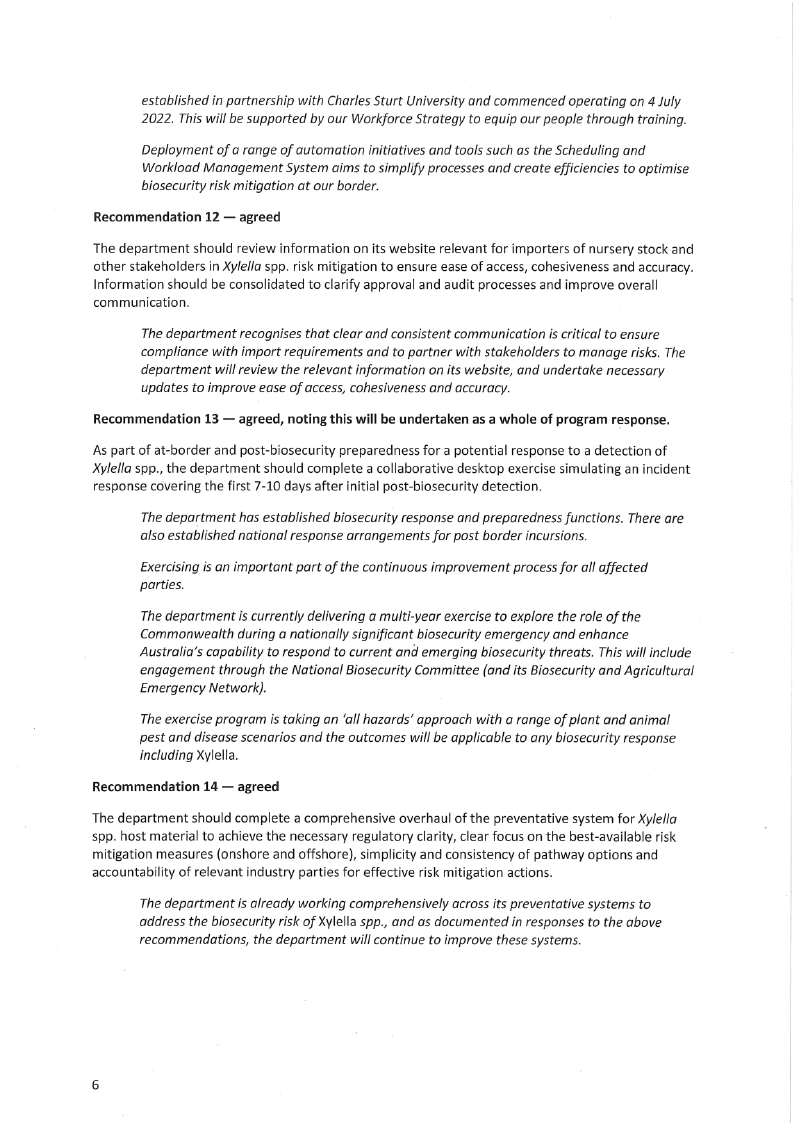 established in partnership with Charles Sturt University and commenced operating on 4 July
2022. This will be supported by our Workforce Strategy to equip our people through training.
Deployment of a range of automation initiatives and tools such as the Scheduling and
Workload Management System aims to simplify processes and create efficiencies to optimise
biosecurity risk mitigation at our border.
Recommendation 12 — agreed
The department should review information on its website relevant for importers of nursery stock and
other stakeholders in Xylella spp. risk mitigation to ensure ease of access, cohesiveness and accuracy.
Information should be consolidated to clarify approval and audit processes and improve overall
communication.
The department recognises that clear and consistent communication is critical to ensure
compliance with import requirements and to partner with stakeholders to manage risks. The
department will review the relevant information on its website, and undertake necessary
updates to improve ease of access, cohesiveness and accuracy.
Recommendation 13 — agreed, noting this will be undertaken as a whole of program response.
As part of at-border and post-biosecurity preparedness for a potential response to a detection of
Xylella spp., the department should complete a collaborative desktop exercise simulating an incident
response covering the first 7-10 days after initial post-biosecurity detection.
The department has established biosecurity response and preparedness functions. There are
also established national response arrangements for post border incursions.
Exercising is an important part of the continuous improvement process for all affected
parties.
The department is currently delivering a multi-year exercise to explore the role of the
Commonwealth during a nationally significant biosecurity emergency and enhance
Australia's capability to respond to current and emerging biosecurity threats. This will include
engagement through the National Biosecurity Committee (and its Biosecurity and Agricultural
Emergency Network).
The exercise program is taking an 'all hazards' approach with a range of plant and animal
pest and disease scenarios and the outcomes will be applicable to any biosecurity response
including Xylella.
Recommendation 14 — agreed
The department should complete a comprehensive overhaul of the preventative system for Xylella
spp. host material to achieve the necessary regulatory clarity, clear focus on the best-available risk
mitigation measures (onshore and offshore), simplicity and consistency of pathway options and
accountability of relevant industry parties for effective risk mitigation actions.
The department is already working comprehensively across its preventative systems to
address the biosecurity risk of Xylella spp., and as documented in responses to the above
recommendations, the department will continue to improve these systems.
6